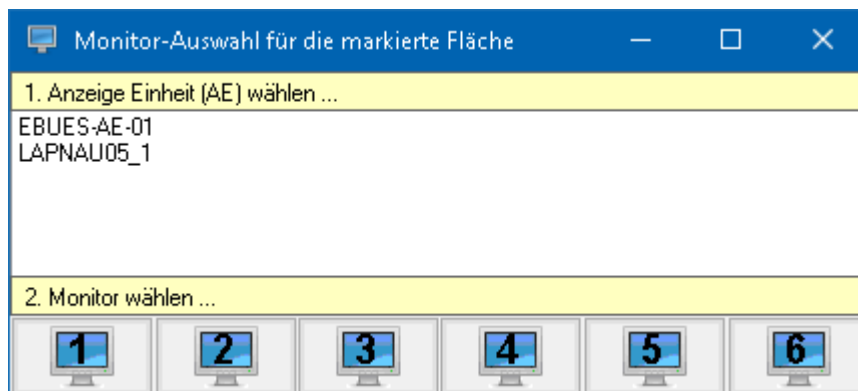 Monitor-Auswahl für die markierte Fläche
1. Anzeige Einheit (AE) wählen ...
EBUES-AE-01
LAPNAU05_1
2. Monitor wählen ...
1 2 3 4 5 6